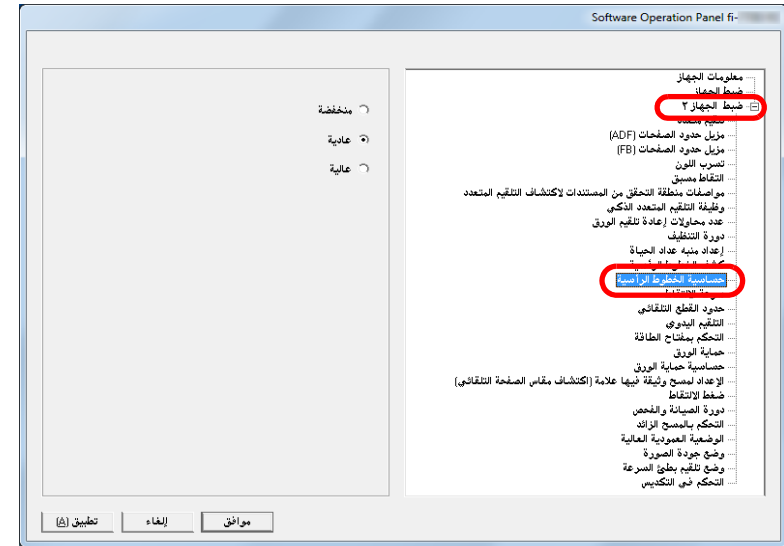 Software Operation Panel fi-
معلومات الجهاز
ضبط الجهاز
ضبط الجهاز ٢
تلقيم متعدد
مزيل حدود الصفحات (ADF)
مزيل حدود الصفحات (FB)
تسرب اللون
التقاط مسبق
مواصفات منطقة التحقق من المستندات لاكتشاف التلقيم المتعدد
وظيفة التلقيم المتعدد الذكي
عدد محاولات إعادة تلقيم الورق
دورة التنظيف
إعداد منبه عداد الحياة
كشف الخطوط الرأسية
حساسية الخطوط الرأسية
حدود القطع التلقائي
التلقيم اليدوي
التحكم بمفتاح الطاقة
حماية الورق
حساسية حماية الورق
الإعداد لمسح وثيقة فيها علامة (اكتشاف مقاس الصفحة التلقائي)
ضغط الالتقاط
دورة الصيانة والفحص
التحكم بالمسح الزائد
الوضعية العمودية العالية
وضع جودة الصورة
وضع تلقيم بطئ السرعة
التحكم في التكديس
منخفضة
عادية
عالية
موافق
إلغاء
تطبيق (A)